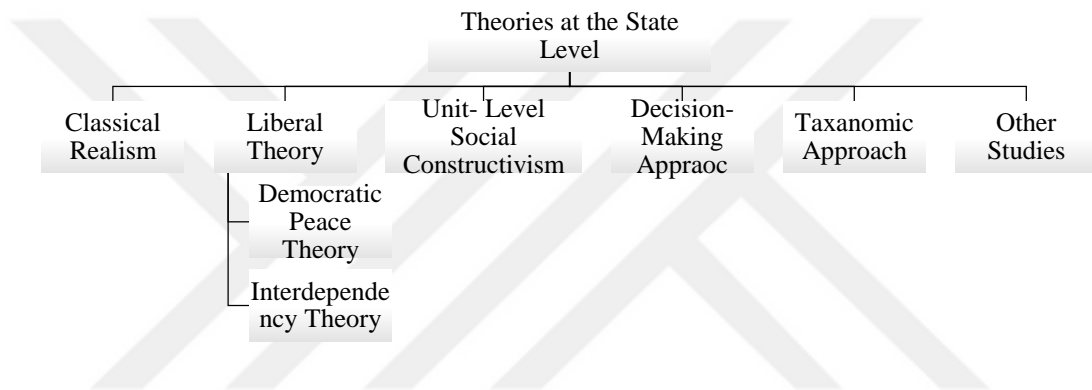 Theories at the State
Level
Classical
Realism
Liberal
Theory
Unit- Level
Social
Constructivism
Decision-
Making
Appraoc
Taxanomic
Approach
Other
Studies
Democratic
Peace
Theory
Interdepende
ncy Theory